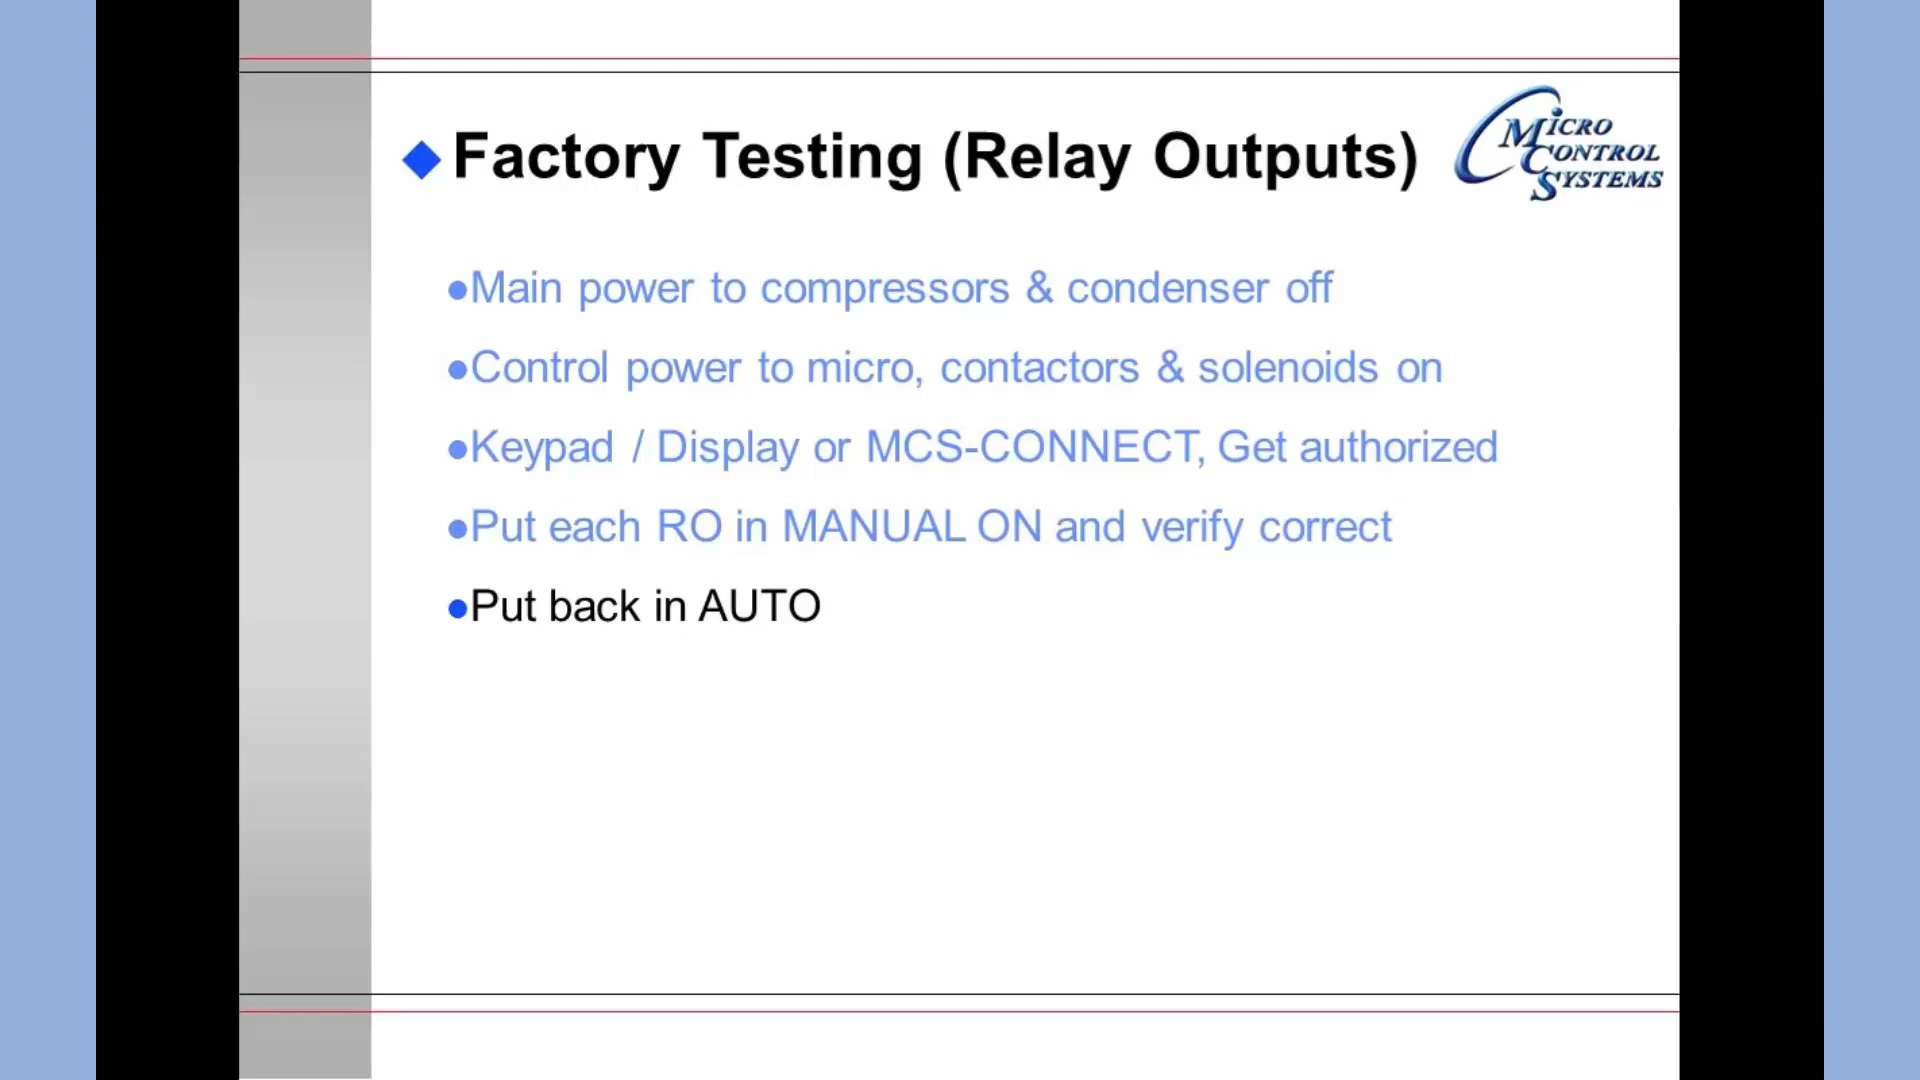 Factory Testing (Relay Outputs)
MICRO
CONTROL
SYSTEMS
Main power to compressors & condenser off
Control power to micro, contactors & solenoids on
Keypad / Display or MCS-CONNECT, Get authorized
Put each RO in MANUAL ON and verify correct
Put back in AUTO